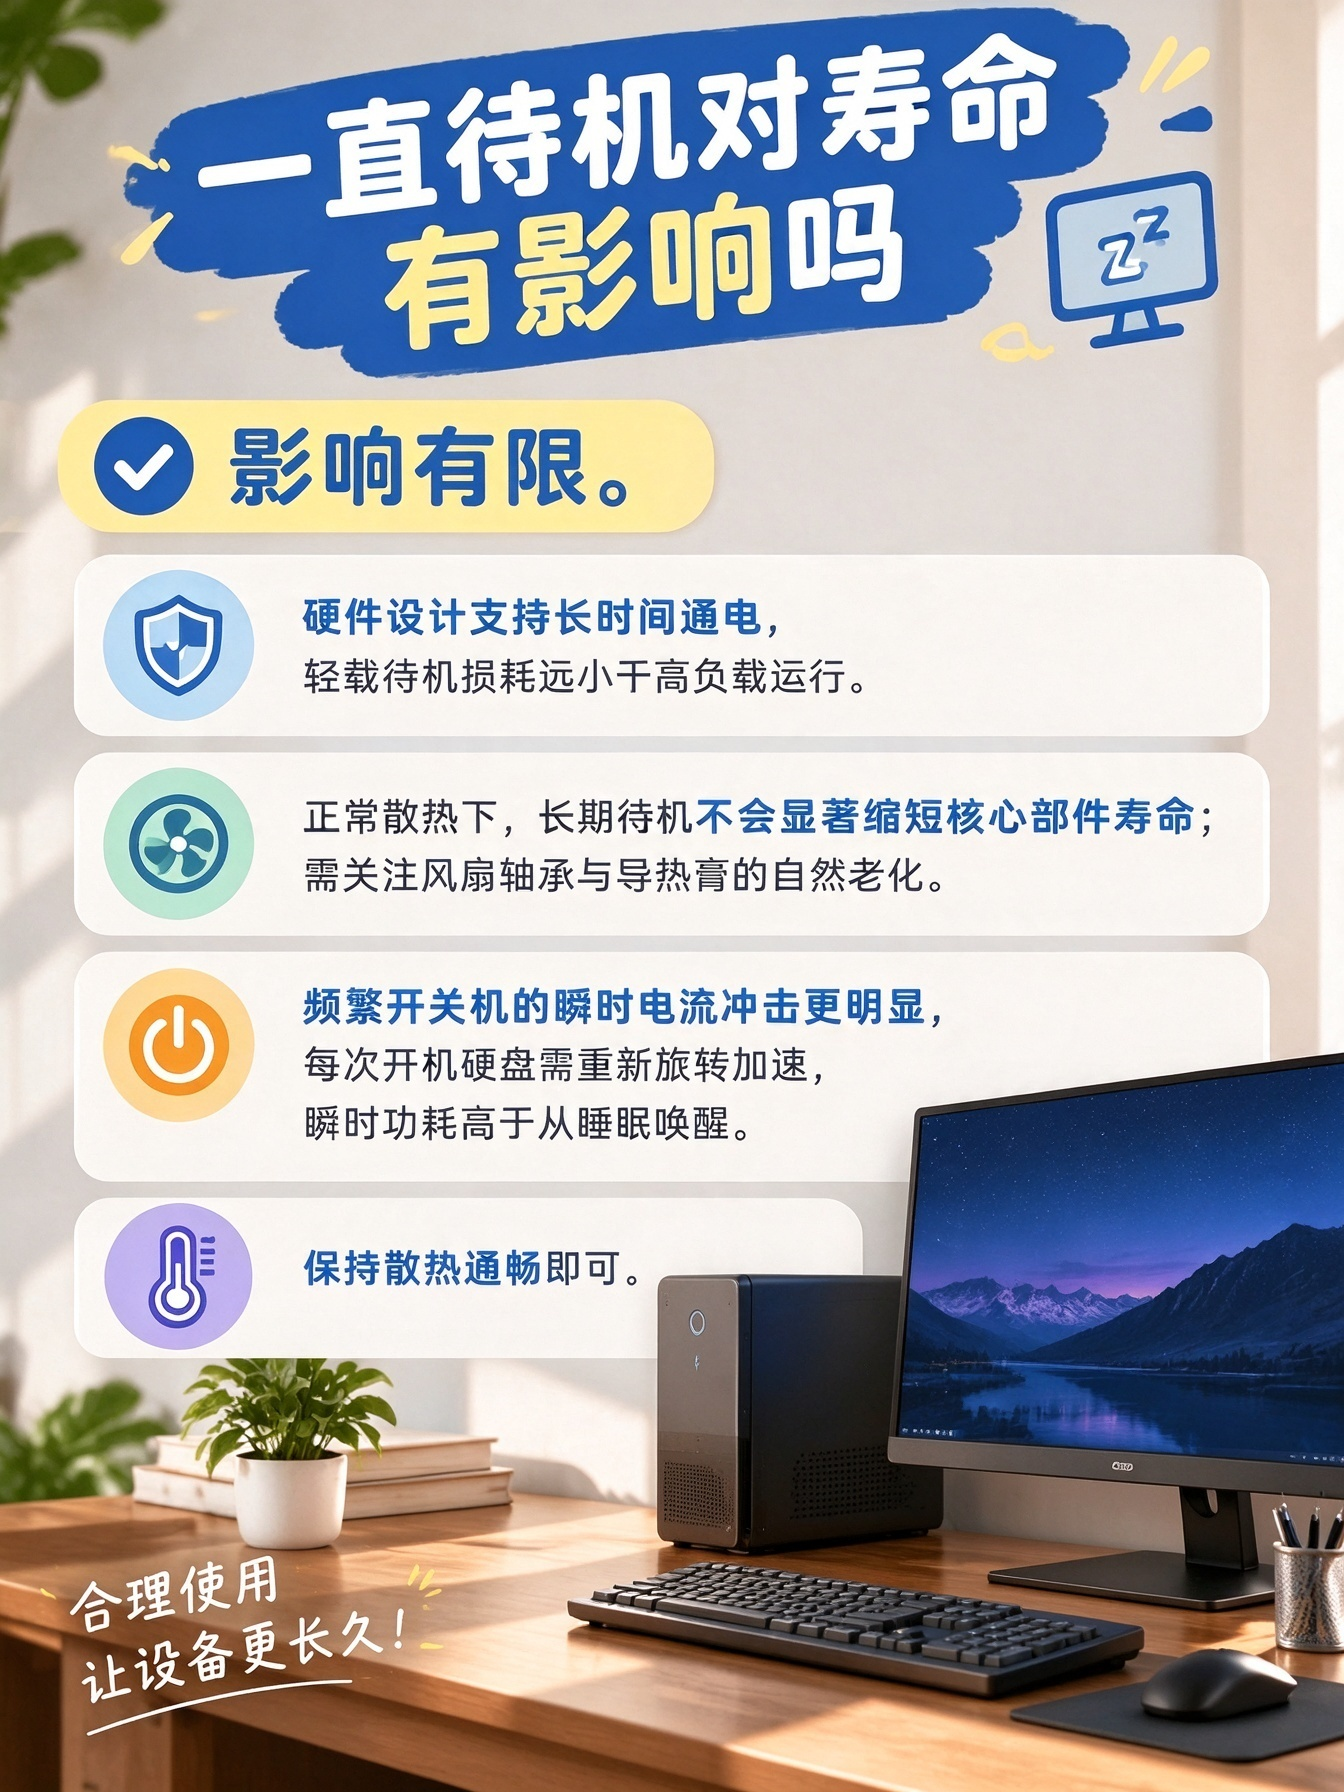 一直待机对寿命
有影响吗
影响有限。
硬件设计支持长时间通电，
轻载待机损耗远小于高负载运行。
正常散热下，长期待机不会显著缩短核心部件寿命；
需关注风扇轴承与导热膏的自然老化。
频繁开关机的瞬时电流冲击更明显，
每次开机硬盘需重新旋转加速，
瞬时功耗高于从睡眠唤醒。
保持散热通畅即可。
合理使用
让设备更长久！